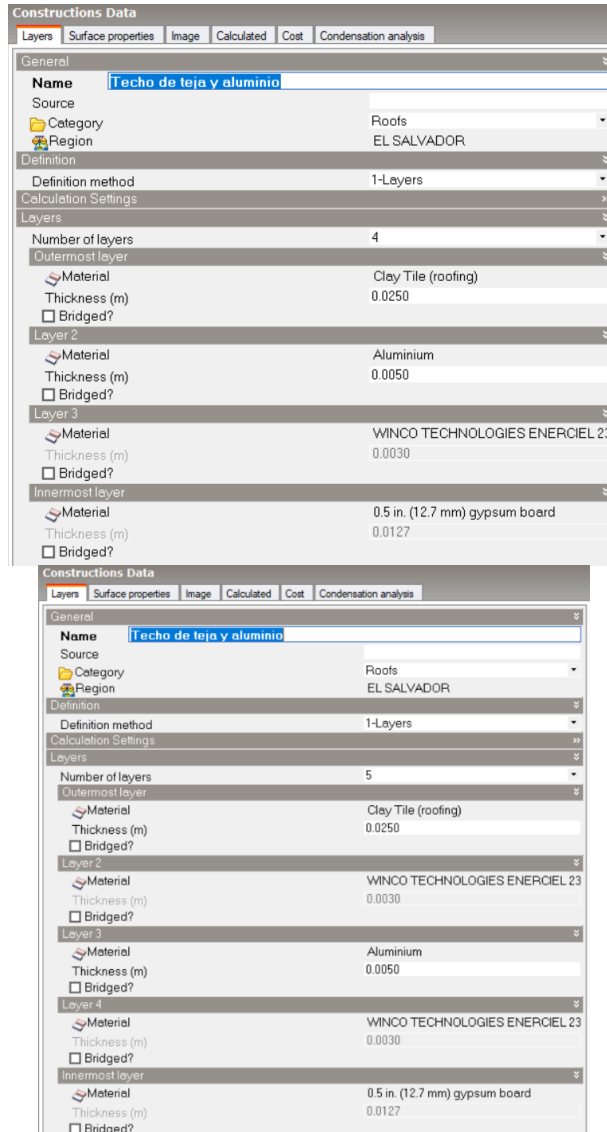 Constructions Data
Layers Surface properties Image Calculated Cost Condensation analysis
General
Name Techo de teja y aluminio
Source
Category Roofs
Region EL SALVADOR
Definition
Definition method 1-Layers
Calculation Settings
Layers
Number of layers 4
Outermost layer
Material Clay Tile (roofing)
Thickness (m) 0.0250
Bridged?
Layer 2
Material Aluminium
Thickness (m) 0.0050
Bridged?
Layer 3
Material WINCO TECHNOLOGIES ENERCIEL 23
Thickness (m) 0.0030
Bridged?
Innermost layer
Material 0.5 in. (12.7 mm) gypsum board
Thickness (m) 0.0127
Bridged?
Constructions Data
Layers Surface properties Image Calculated Cost Condensation analysis
General
Name Techo de teja y aluminio
Source
Category Roofs
Region EL SALVADOR
Definition
Definition method 1-Layers
Calculation Settings
Layers
Number of layers 5
Outermost layer
Material Clay Tile (roofing)
Thickness (m) 0.0250
Bridged?
Layer 2
Material WINCO TECHNOLOGIES ENERCIEL 23
Thickness (m) 0.0030
Bridged?
Layer 3
Material Aluminium
Thickness (m) 0.0050
Bridged?
Layer 4
Material WINCO TECHNOLOGIES ENERCIEL 23
Thickness (m) 0.0030
Bridged?
Innermost layer
Material 0.5 in. (12.7 mm) gypsum board
Thickness (m) 0.0127
Bridged?